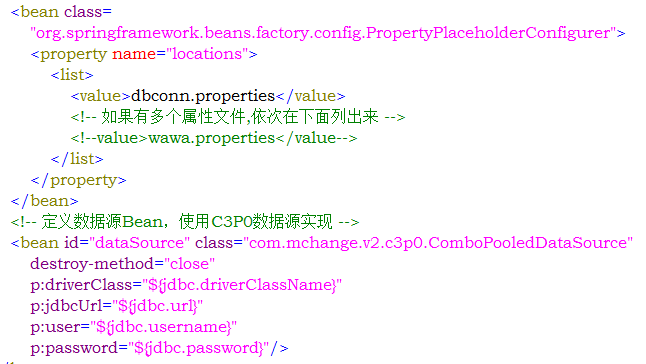 <bean class=
"org.springframework.beans.factory.config.PropertyPlaceholderConfigurer">
<property name="locations">
<list>
<value>dbconn.properties</value>
<!-- 如果有多个属性文件,依次在下面列出来 -->
<!--value>wawa.properties</value-->
</list>
</property>
</bean>
<!-- 定义数据源Bean，使用C3P0数据源实现 -->
<bean id="dataSource" class="com.mchange.v2.c3p0.ComboPooledDataSource"
destroy-method="close"
p:driverClass="${jdbc.driverClassName}"
p:jdbcUrl="${jdbc.url}"
p:user="${jdbc.username}"
p:password="${jdbc.password}"/>